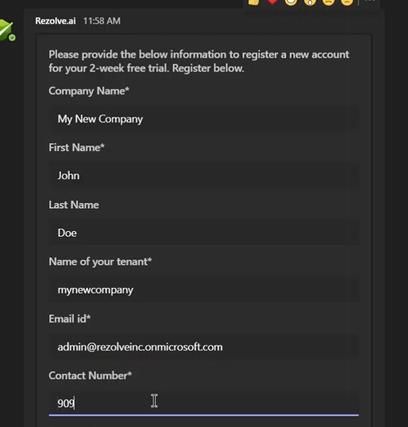 Rezolve.ai 11:58 AM
Please provide the below information to register a new account
for your 2-week free trial. Register below.
Company Name*
My New Company
First Name*
John
Last Name
Doe
Name of your tenant*
mynewcompany
Email id*
admin@rezolveinc.onmicrosoft.com
Contact Number*
909